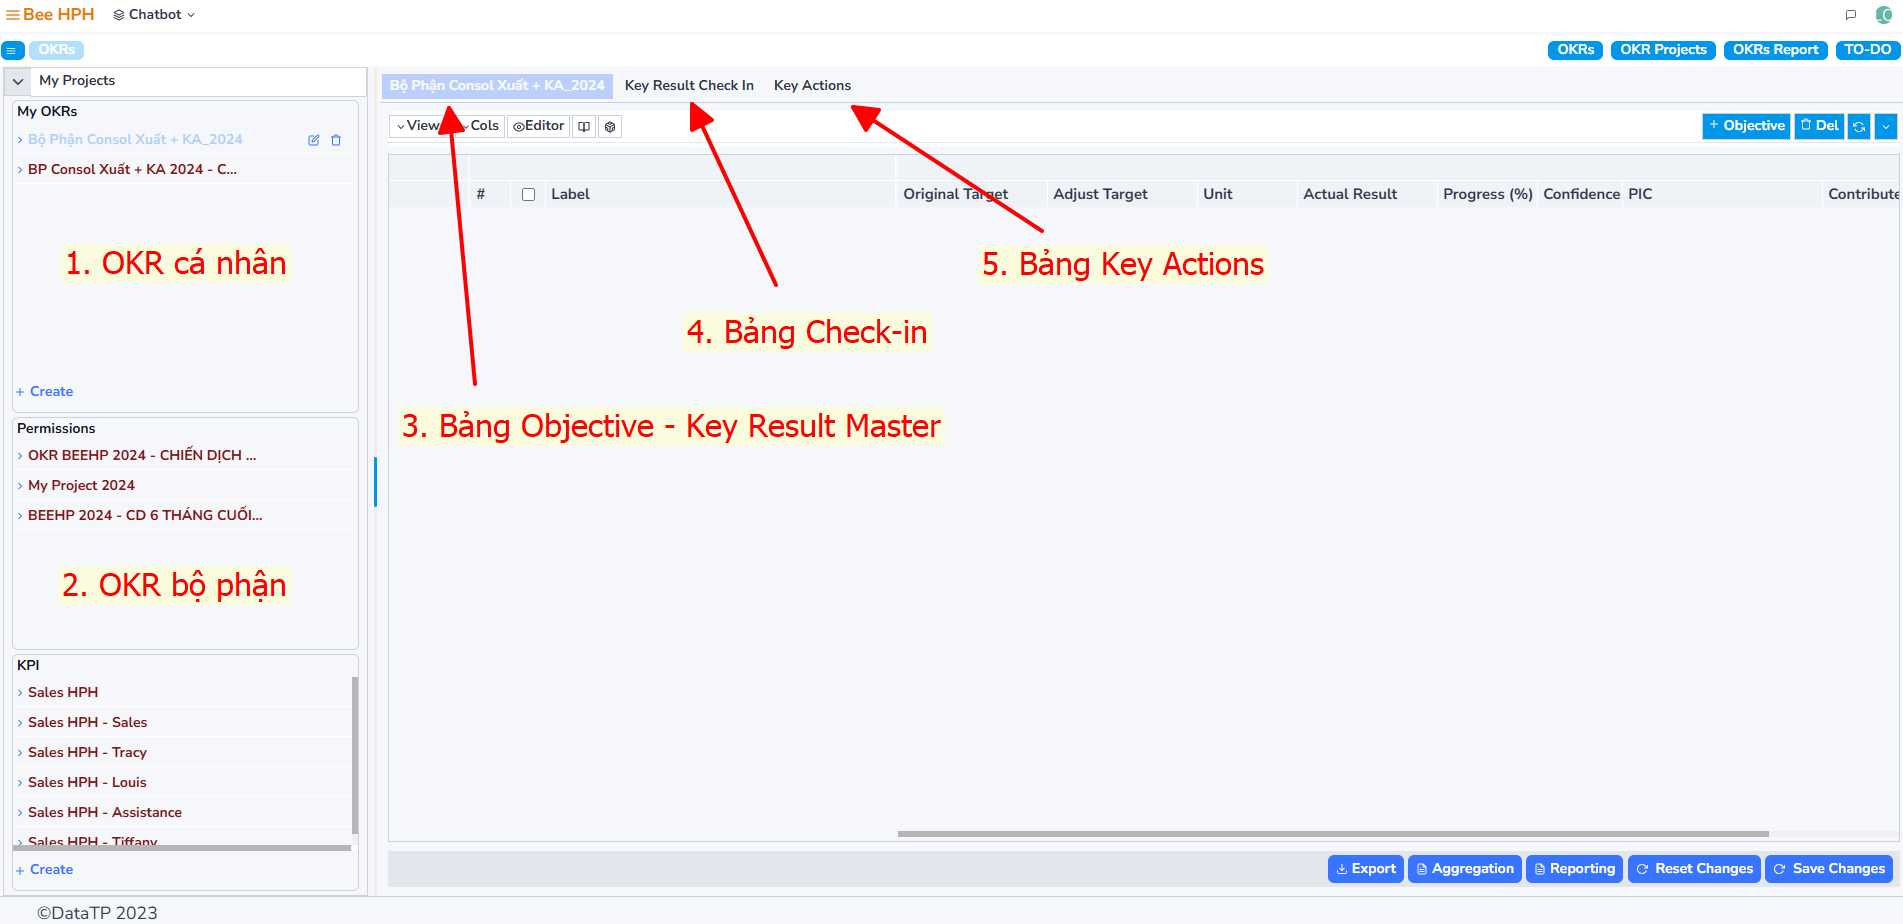 Bee HPH
Chatbot
OKRs
OKRs
OKR Projects
OKRs Report
TO-DO
My Projects
My OKRs
Bộ Phận Consol Xuất + KA_2024
BP Consol Xuất + KA 2024 - C...
1. OKR cá nhân
+ Create
Permissions
OKR BEEHP 2024 - CHIẾN DỊCH ...
My Project 2024
BEEHP 2024 - CD 6 THÁNG CUỐI...
2. OKR bộ phận
KPI
Sales HPH
Sales HPH - Sales
Sales HPH - Tracy
Sales HPH - Louis
Sales HPH - Assistance
Sales HPH - Tiffany
+ Create
Bộ Phận Consol Xuất + KA_2024
Key Result Check In
Key Actions
View
Cols
Editor
+ Objective
Del
#
Label
Original Target
Adjust Target
Unit
Actual Result
Progress (%)
Confidence
PIC
Contribute
5. Bảng Key Actions
4. Bảng Check-in
3. Bảng Objective - Key Result Master
Export
Aggregation
Reporting
Reset Changes
Save Changes
©DataTP 2023